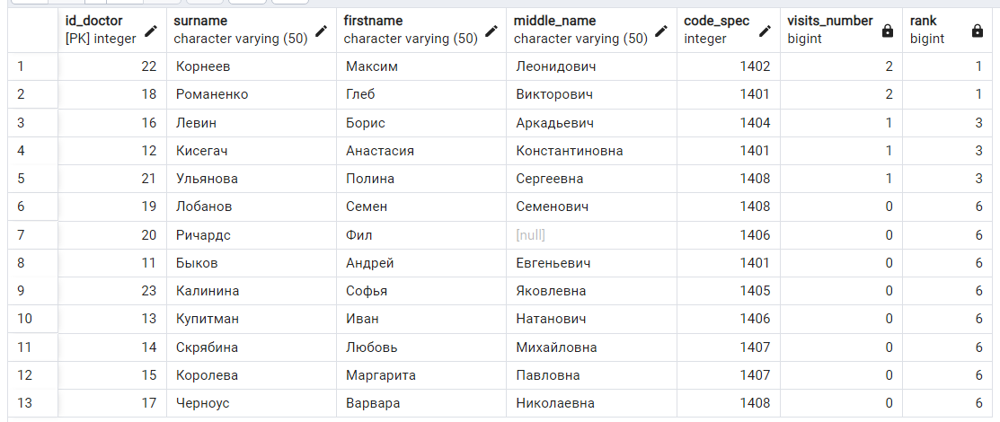 id_doctor surname firstname middle_name code_spec visits_number rank
[PK] integer character varying (50) character varying (50) character varying (50) integer bigint bigint
1 22 Корнеев Максим Леонидович 1402 2 1
2 18 Романенко Глеб Викторович 1401 2 1
3 16 Левин Борис Аркадьевич 1404 1 3
4 12 Кисегач Анастасия Константиновна 1401 1 3
5 21 Ульянова Полина Сергеевна 1408 1 3
6 19 Лобанов Семен Семенович 1408 0 6
7 20 Ричардс Фил [null] 1406 0 6
8 11 Быков Андрей Евгеньевич 1401 0 6
9 23 Калинина Софья Яковлевна 1405 0 6
10 13 Купитман Иван Натанович 1406 0 6
11 14 Скрябина Любовь Михайловна 1407 0 6
12 15 Королева Маргарита Павловна 1407 0 6
13 17 Черноус Варвара Николаевна 1408 0 6